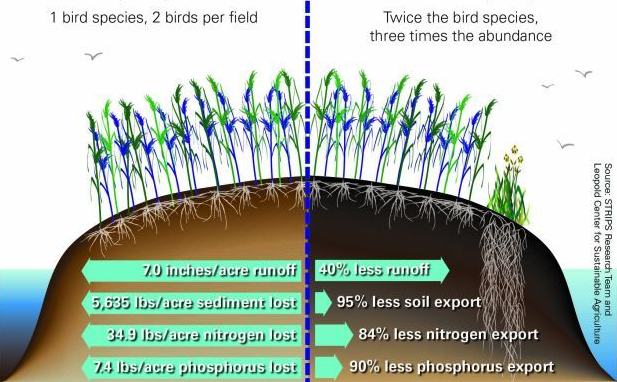 1 bird species, 2 birds per field
Twice the bird species,
three times the abundance
7.0 inches/acre runoff
40% less runoff
5,635 lbs/acre sediment lost
95% less soil export
34.9 lbs/acre nitrogen lost
84% less nitrogen export
7.4 lbs/acre phosphorus lost
90% less phosphorus export
Source: STRIPS Research Team and
Leopold Center for Sustainable Agriculture